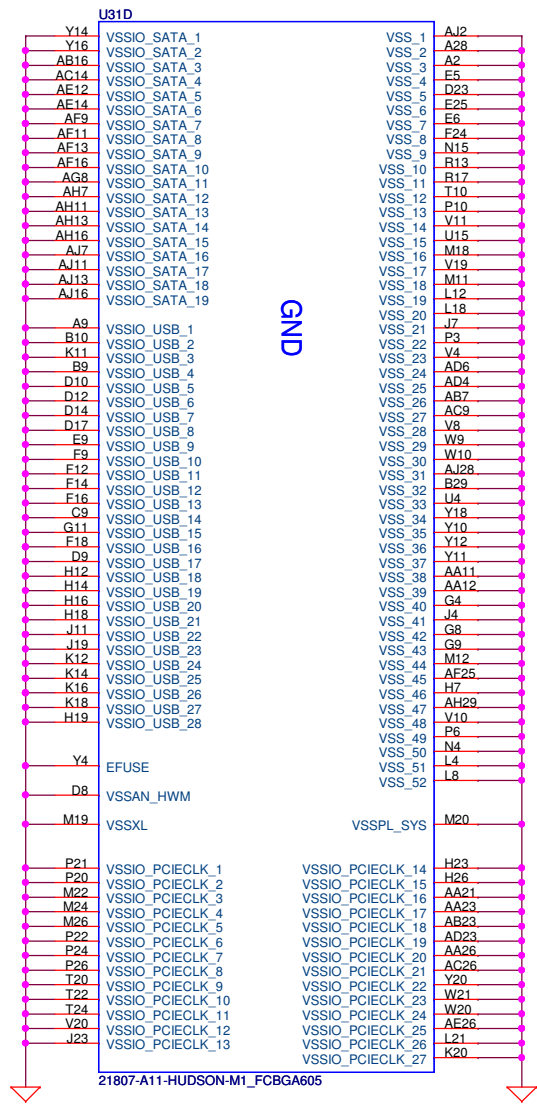 U31D
Y14 VSSIO_SATA_1 VSS_1 AJ2
Y16 VSSIO_SATA_2 VSS_2 A28
AB16 VSSIO_SATA_3 VSS_3 A2
AC14 VSSIO_SATA_4 VSS_4 E5
AE12 VSSIO_SATA_5 VSS_5 D23
AE14 VSSIO_SATA_6 VSS_6 E25
AF9 VSSIO_SATA_7 VSS_7 E6
AF11 VSSIO_SATA_8 VSS_8 F24
AF13 VSSIO_SATA_9 VSS_9 N15
AF16 VSSIO_SATA_10 VSS_10 R13
AG8 VSSIO_SATA_11 VSS_11 R17
AH7 VSSIO_SATA_12 VSS_12 T10
AH11 VSSIO_SATA_13 VSS_13 P10
AH13 VSSIO_SATA_14 VSS_14 V11
AH16 VSSIO_SATA_15 VSS_15 U15
AJ7 VSSIO_SATA_16 VSS_16 M18
AJ11 VSSIO_SATA_17 VSS_17 V19
AJ13 VSSIO_SATA_18 VSS_18 M11
AJ16 VSSIO_SATA_19 VSS_19 L12
VSS_20 L18
A9 VSSIO_USB_1 VSS_21 J7
B10 VSSIO_USB_2 VSS_22 P3
K11 VSSIO_USB_3 VSS_23 V4
B9 VSSIO_USB_4 VSS_24 AD6
D10 VSSIO_USB_5 VSS_25 AD4
D12 VSSIO_USB_6 VSS_26 AB7
D14 VSSIO_USB_7 VSS_27 AC9
D17 VSSIO_USB_8 VSS_28 V8
E9 VSSIO_USB_9 VSS_29 W9
F9 VSSIO_USB_10 VSS_30 W10
F12 VSSIO_USB_11 VSS_31 AJ28
F14 VSSIO_USB_12 VSS_32 B29
F16 VSSIO_USB_13 VSS_33 U4
C9 VSSIO_USB_14 VSS_34 Y18
G11 VSSIO_USB_15 VSS_35 Y10
F18 VSSIO_USB_16 VSS_36 Y12
D9 VSSIO_USB_17 VSS_37 Y11
H12 VSSIO_USB_18 VSS_38 AA11
H14 VSSIO_USB_19 VSS_39 AA12
H16 VSSIO_USB_20 VSS_40 G4
H18 VSSIO_USB_21 VSS_41 J4
J11 VSSIO_USB_22 VSS_42 G8
J19 VSSIO_USB_23 VSS_43 G9
K12 VSSIO_USB_24 VSS_44 M12
K14 VSSIO_USB_25 VSS_45 AF25
K16 VSSIO_USB_26 VSS_46 H7
K18 VSSIO_USB_27 VSS_47 AH29
H19 VSSIO_USB_28 VSS_48 V10
VSS_49 P6
VSS_50 N4
Y4 EFUSE VSS_51 L4
VSS_52 L8
D8 VSSAN_HWM
M19 VSSXL VSSPL_SYS M20
GND
P21 VSSIO_PCIECLK_1 VSSIO_PCIECLK_14 H23
P20 VSSIO_PCIECLK_2 VSSIO_PCIECLK_15 H26
M22 VSSIO_PCIECLK_3 VSSIO_PCIECLK_16 AA21
M24 VSSIO_PCIECLK_4 VSSIO_PCIECLK_17 AA23
M26 VSSIO_PCIECLK_5 VSSIO_PCIECLK_18 AB23
P22 VSSIO_PCIECLK_6 VSSIO_PCIECLK_19 AD23
P24 VSSIO_PCIECLK_7 VSSIO_PCIECLK_20 AA26
P26 VSSIO_PCIECLK_8 VSSIO_PCIECLK_21 AC26
T20 VSSIO_PCIECLK_9 VSSIO_PCIECLK_22 Y20
T22 VSSIO_PCIECLK_10 VSSIO_PCIECLK_23 W21
T24 VSSIO_PCIECLK_11 VSSIO_PCIECLK_24 W20
V20 VSSIO_PCIECLK_12 VSSIO_PCIECLK_25 AE26
J23 VSSIO_PCIECLK_13 VSSIO_PCIECLK_26 L21
VSSIO_PCIECLK_27 K20
21807-A11-HUDSON-M1_FCBGA605